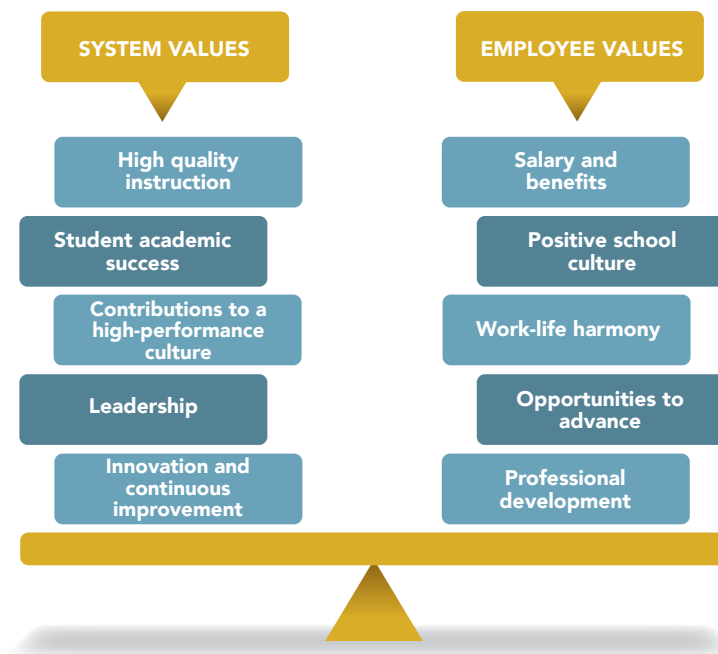 SYSTEM VALUES
High quality
instruction
Student academic
success
Contributions to a
high-performance
culture
Leadership
Innovation and
continuous
improvement
EMPLOYEE VALUES
Salary and
benefits
Positive school
culture
Work-life harmony
Opportunities to
advance
Professional
development